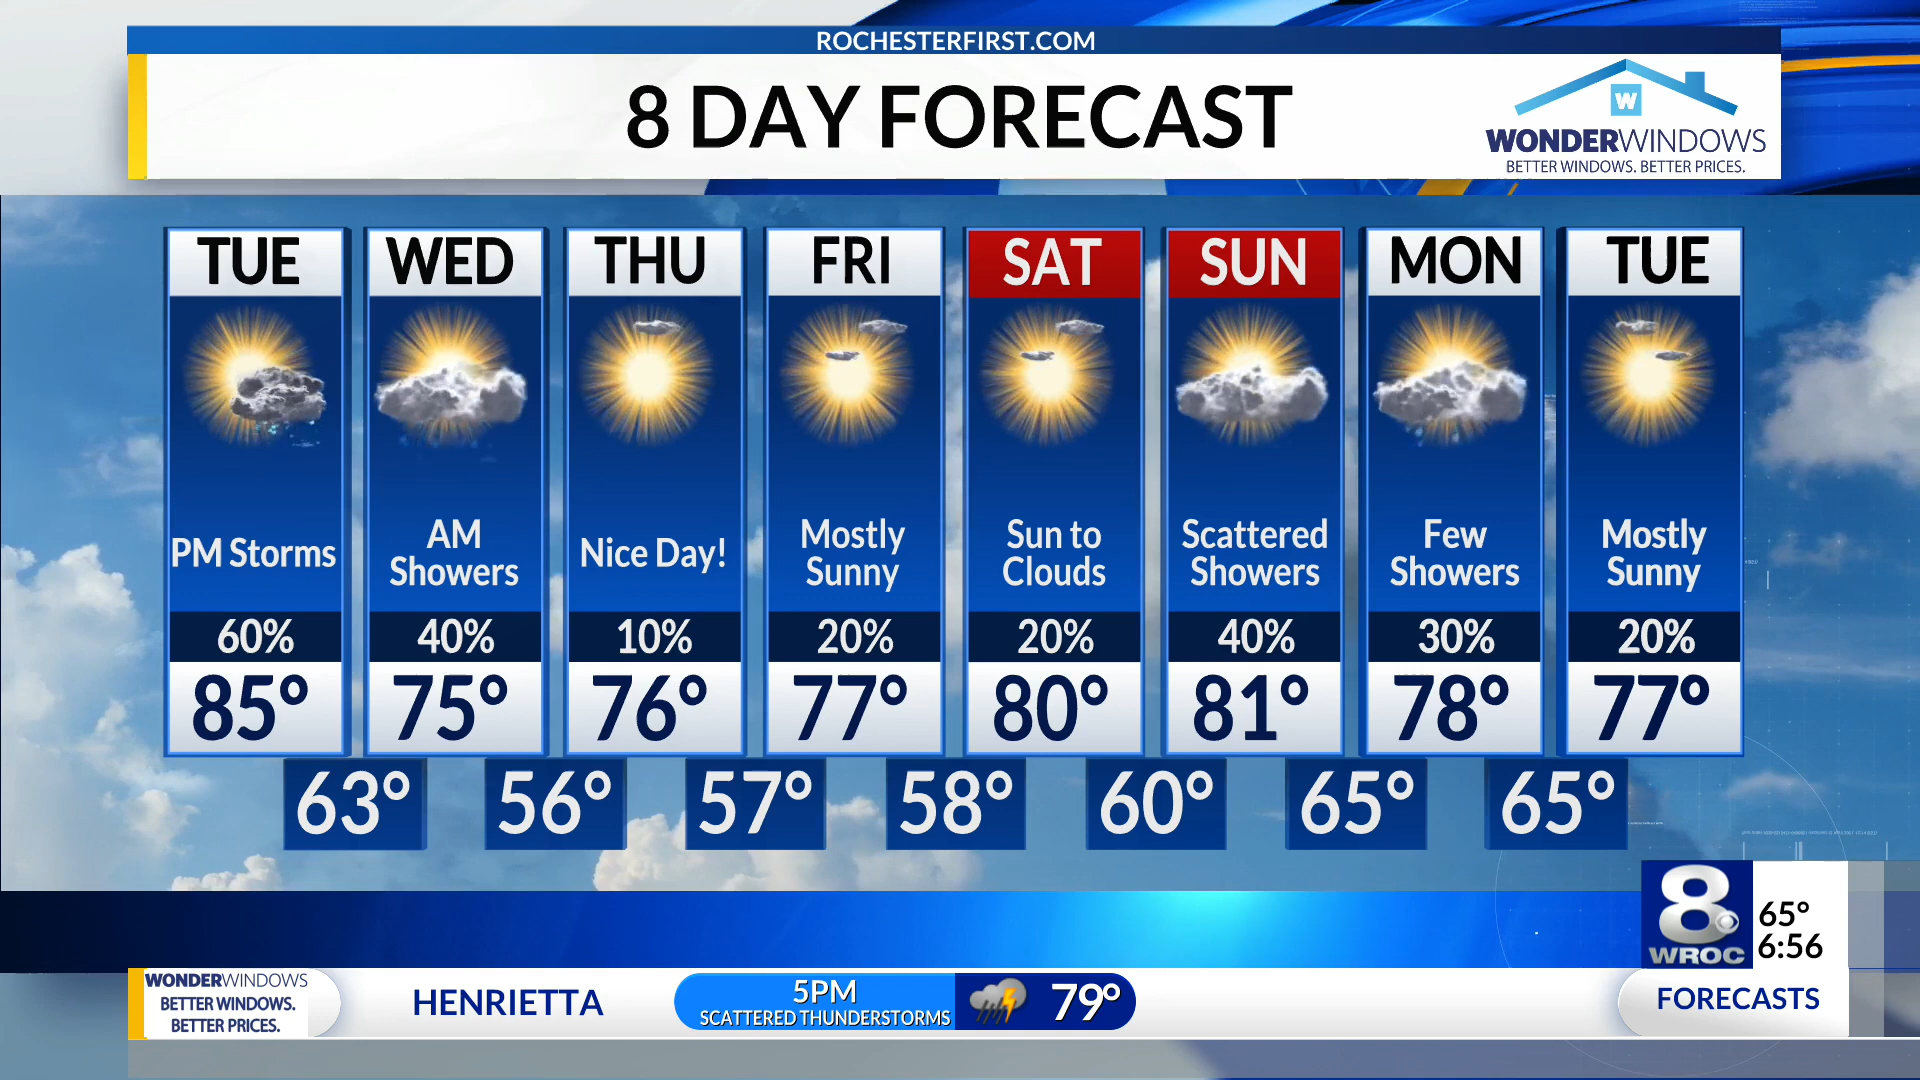 ROCHESTERFIRST.COM
8 DAY FORECAST
W
WONDERWINDOWS
BETTER WINDOWS. BETTER PRICES.
TUE
WED
THU
FRI
SAT
SUN
MON
TUE
PM Storms
AM
Showers
Nice Day!
Mostly
Sunny
Sun to
Clouds
Scattered
Showers
Few
Showers
Mostly
Sunny
60%
40%
10%
20%
20%
40%
30%
20%
85°
75°
76°
77°
80°
81°
78°
77°
63°
56°
57°
58°
60°
65°
65°
8
WROC
65°
6:56
WONDERWINDOWS
BETTER WINDOWS.
BETTER PRICES.
HENRIETTA
5PM
SCATTERED THUNDERSTORMS
79°
FORECASTS